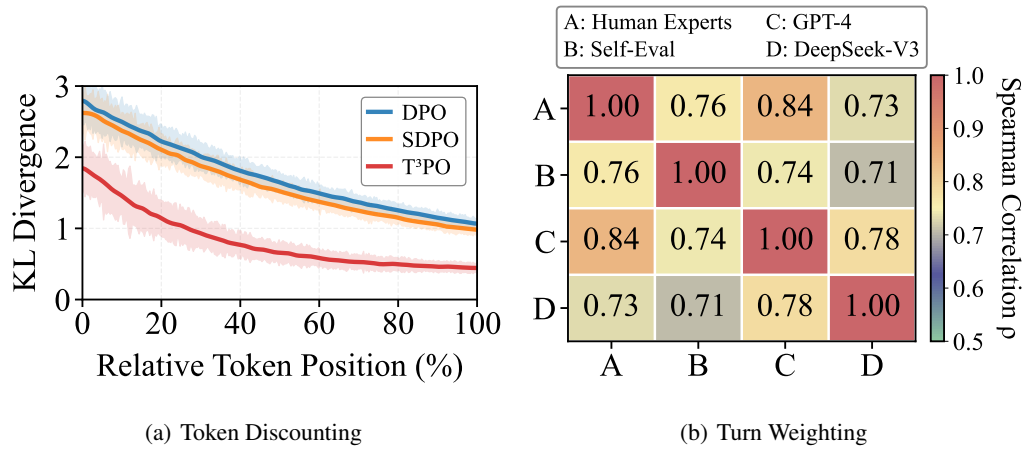 A: Human Experts C: GPT-4
B: Self-Eval D: DeepSeek-V3
3
2
1
0
KL Divergence
DPO
SDPO
T³PO
0 20 40 60 80 100
Relative Token Position (%)
(a) Token Discounting
A 1.00 0.76 0.84 0.73
B 0.76 1.00 0.74 0.71
C 0.84 0.74 1.00 0.78
D 0.73 0.71 0.78 1.00
A B C D
1.0
0.9
0.8
0.7
0.6
0.5
Spearman Correlation ρ
(b) Turn Weighting